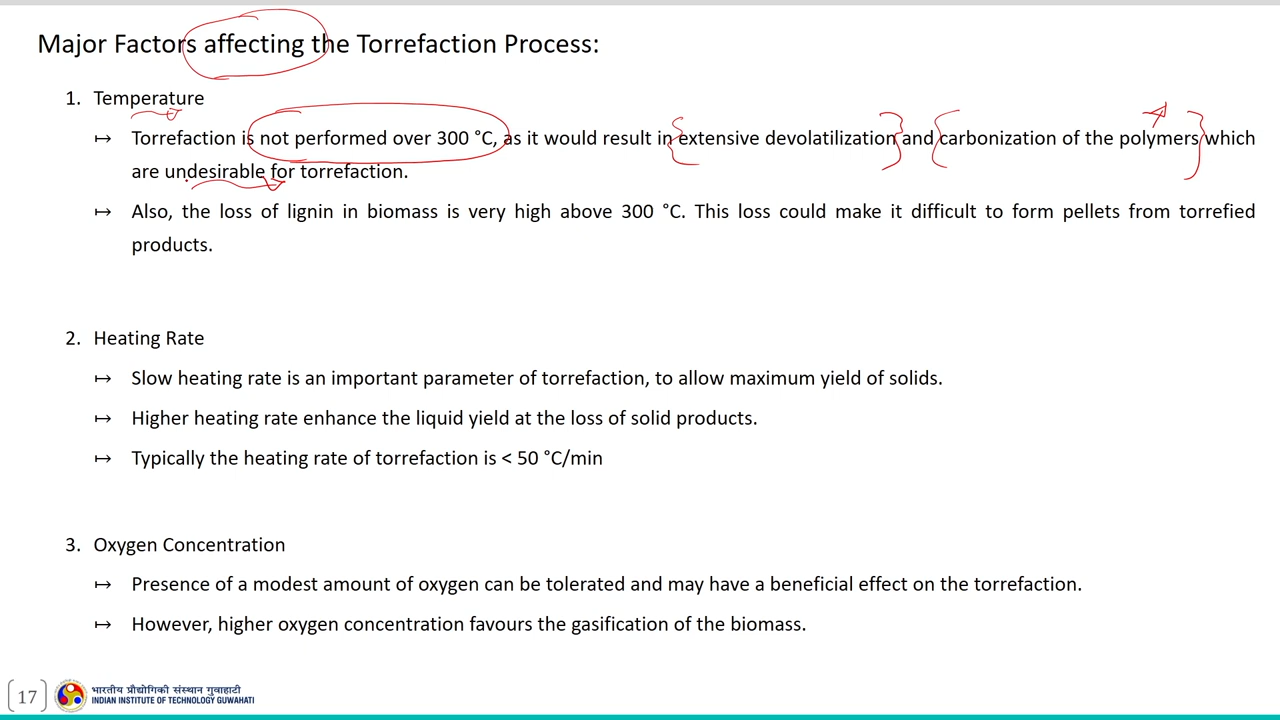 Major Factors affecting the Torrefaction Process:
1. Temperature
↦ Torrefaction is not performed over 300 °C, as it would result in extensive devolatilization and carbonization of the polymers which
are undesirable for torrefaction.
↦ Also, the loss of lignin in biomass is very high above 300 °C. This loss could make it difficult to form pellets from torrefied
products.
2. Heating Rate
↦ Slow heating rate is an important parameter of torrefaction, to allow maximum yield of solids.
↦ Higher heating rate enhance the liquid yield at the loss of solid products.
↦ Typically the heating rate of torrefaction is < 50 °C/min
3. Oxygen Concentration
↦ Presence of a modest amount of oxygen can be tolerated and may have a beneficial effect on the torrefaction.
↦ However, higher oxygen concentration favours the gasification of the biomass.
17
भारतीय प्रौद्योगिकी संस्थान गुवाहाटी
INDIAN INSTITUTE OF TECHNOLOGY GUWAHATI